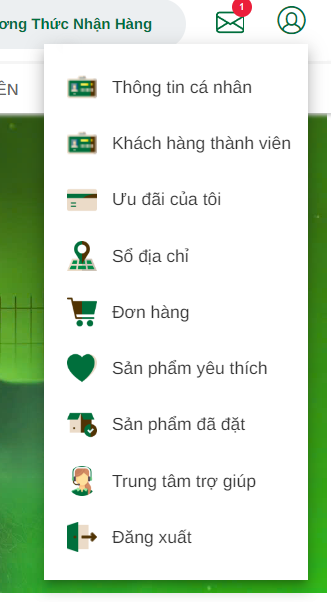 ơng Thức Nhận Hàng
1
ÊN
Thông tin cá nhân
Khách hàng thành viên
Ưu đãi của tôi
Sổ địa chỉ
Đơn hàng
Sản phẩm yêu thích
Sản phẩm đã đặt
Trung tâm trợ giúp
Đăng xuất